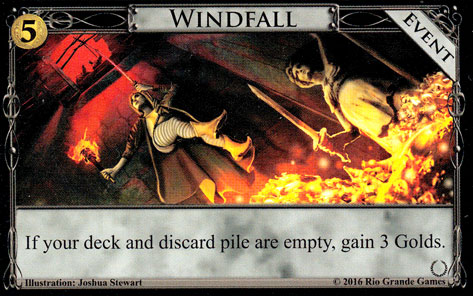 5
WINDFALL
EVENT
If your deck and discard pile are empty, gain 3 Golds.
Illustration: Joshua Stewart
© 2016 Rio Grande Games